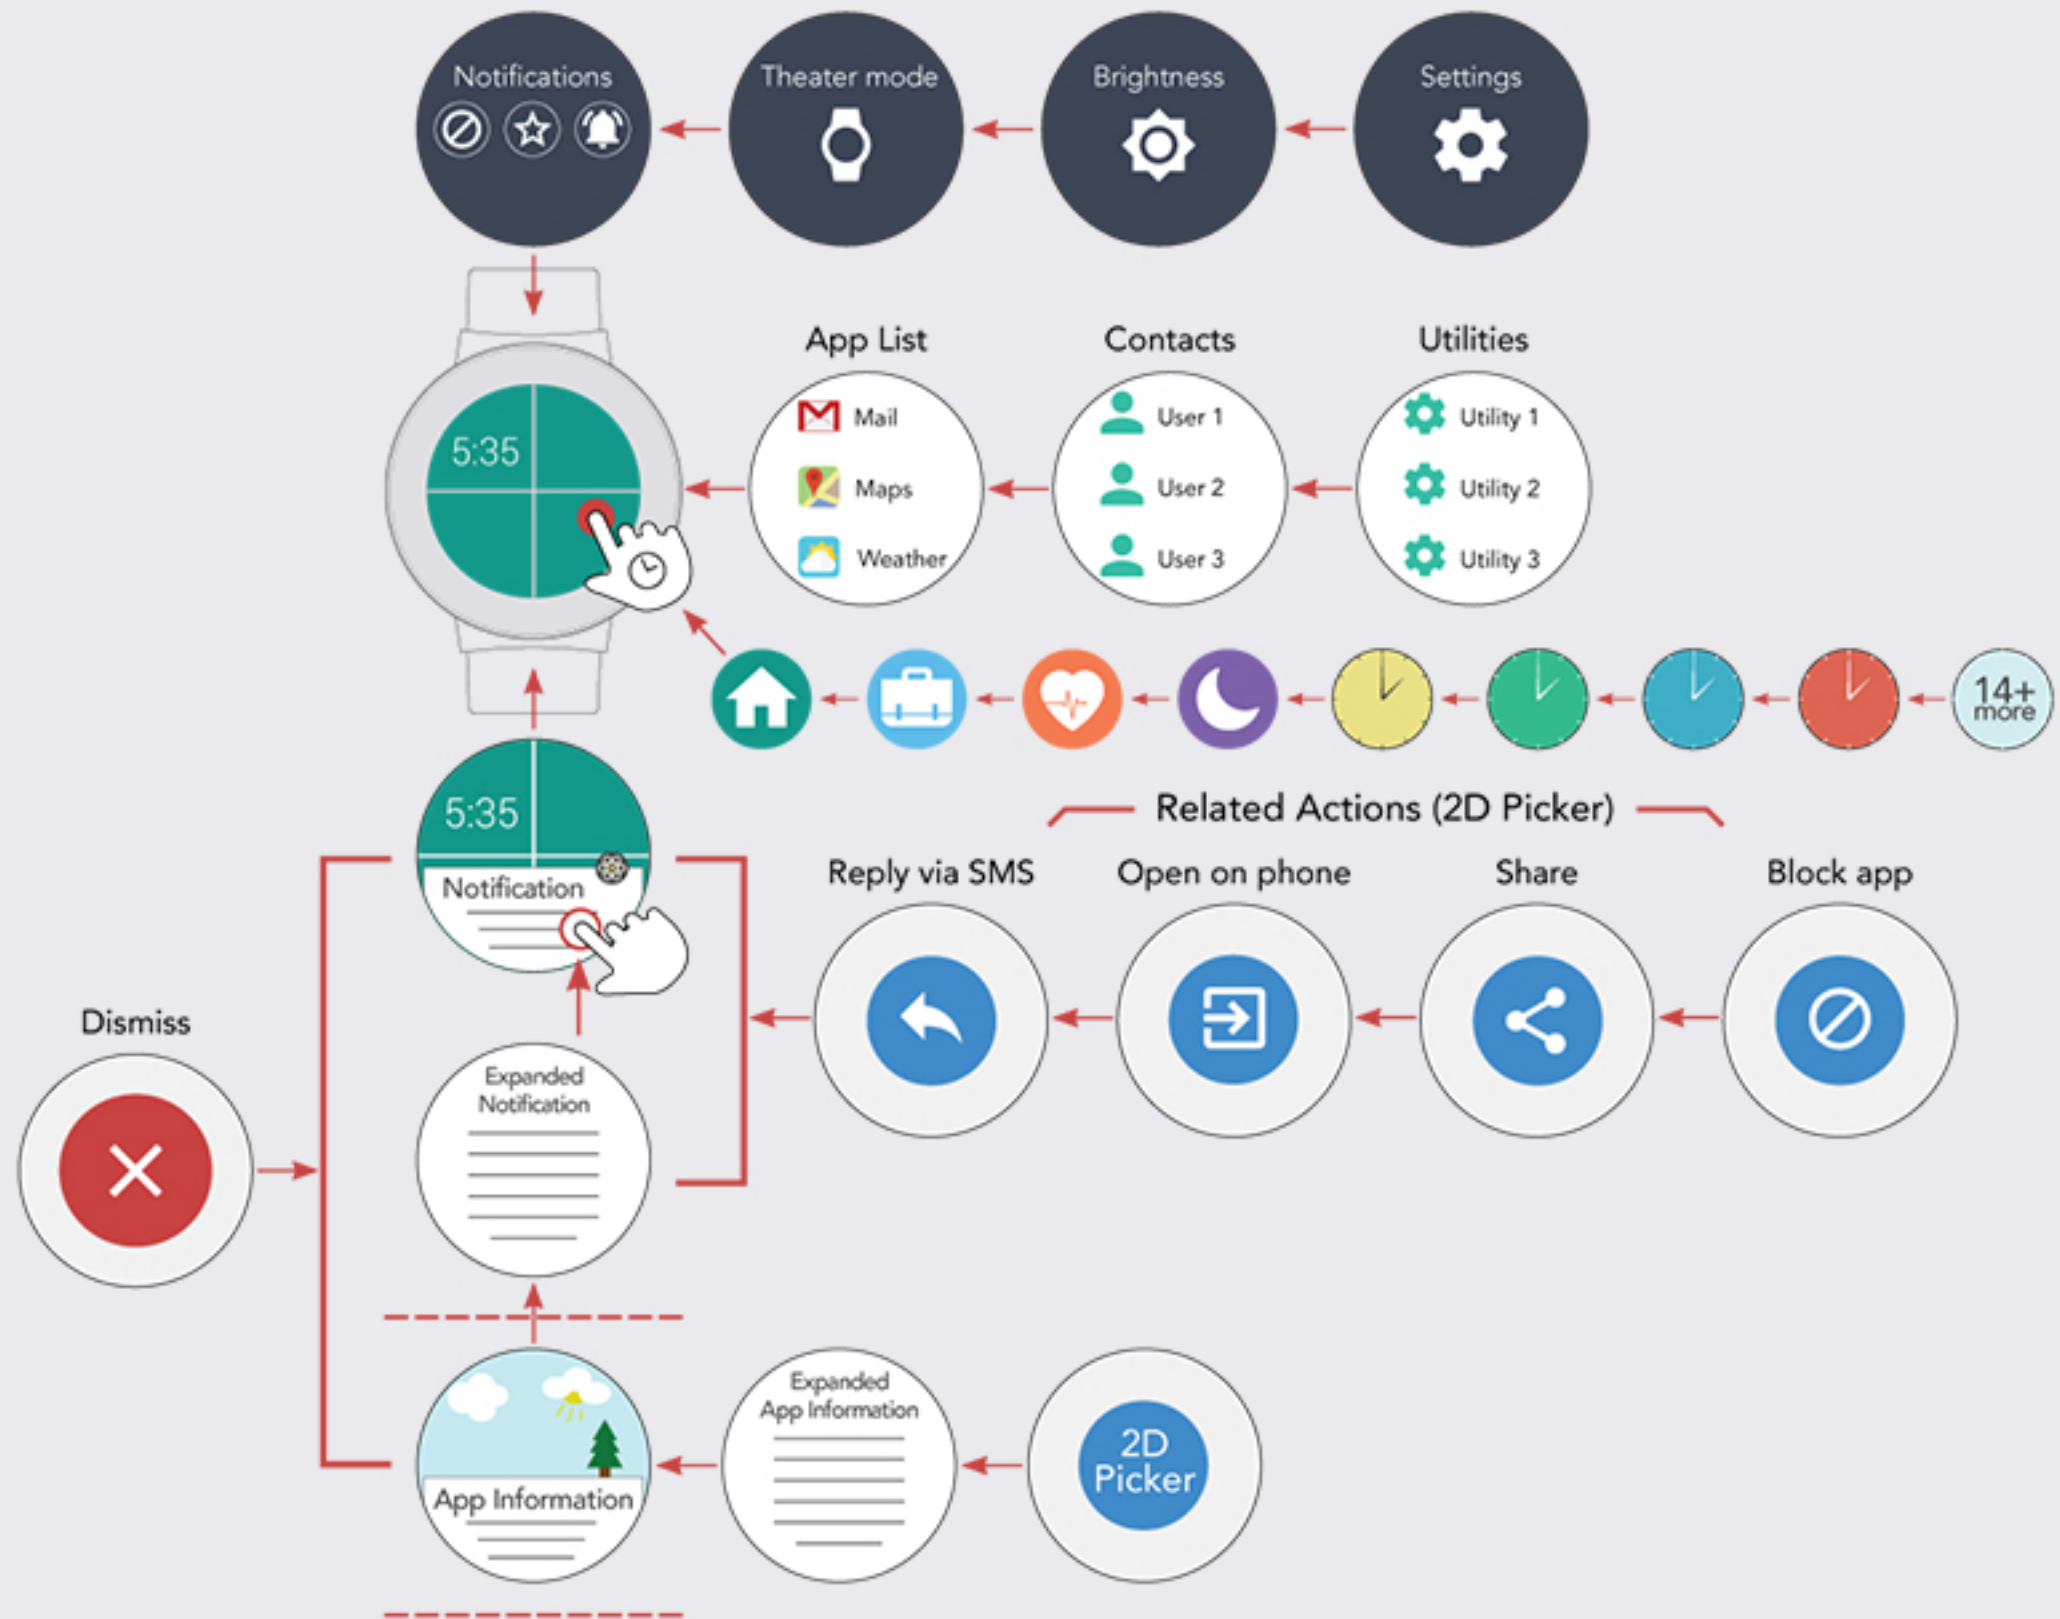 Notifications
Theater mode
Brightness
Settings
App List
Contacts
Utilities
5:35
Mail
Maps
Weather
User 1
User 2
User 3
Utility 1
Utility 2
Utility 3
14+
more
5:35
Notification
Related Actions (2D Picker)
Reply via SMS
Open on phone
Share
Block app
Dismiss
Expanded
Notification
App Information
Expanded
App Information
2D
Picker